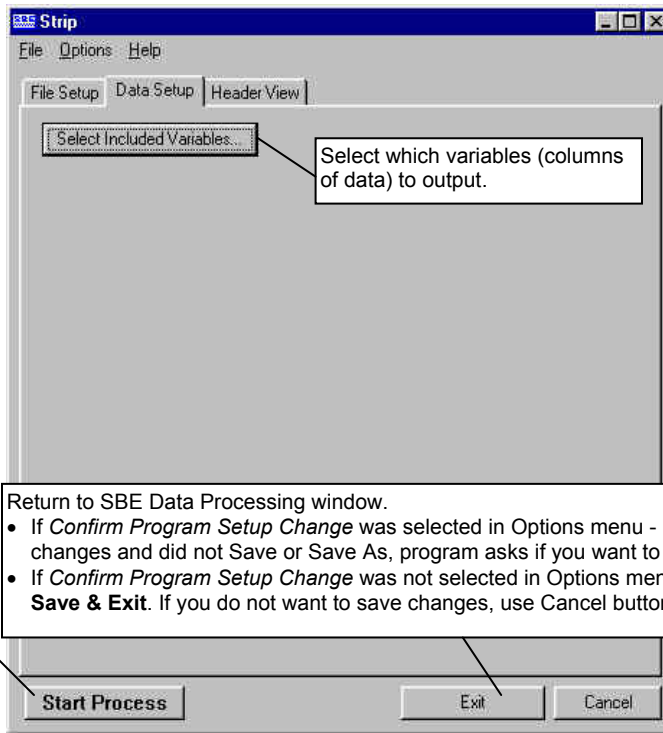 SBE Strip
File Options Help
File Setup Data Setup Header View
Select Included Variables...
Select which variables (columns
of data) to output.
Return to SBE Data Processing window.
• If Confirm Program Setup Change was selected in Options menu -
changes and did not Save or Save As, program asks if you want to
• If Confirm Program Setup Change was not selected in Options
Save & Exit. If you do not want to save changes, use Cancel
Start Process Exit Cancel